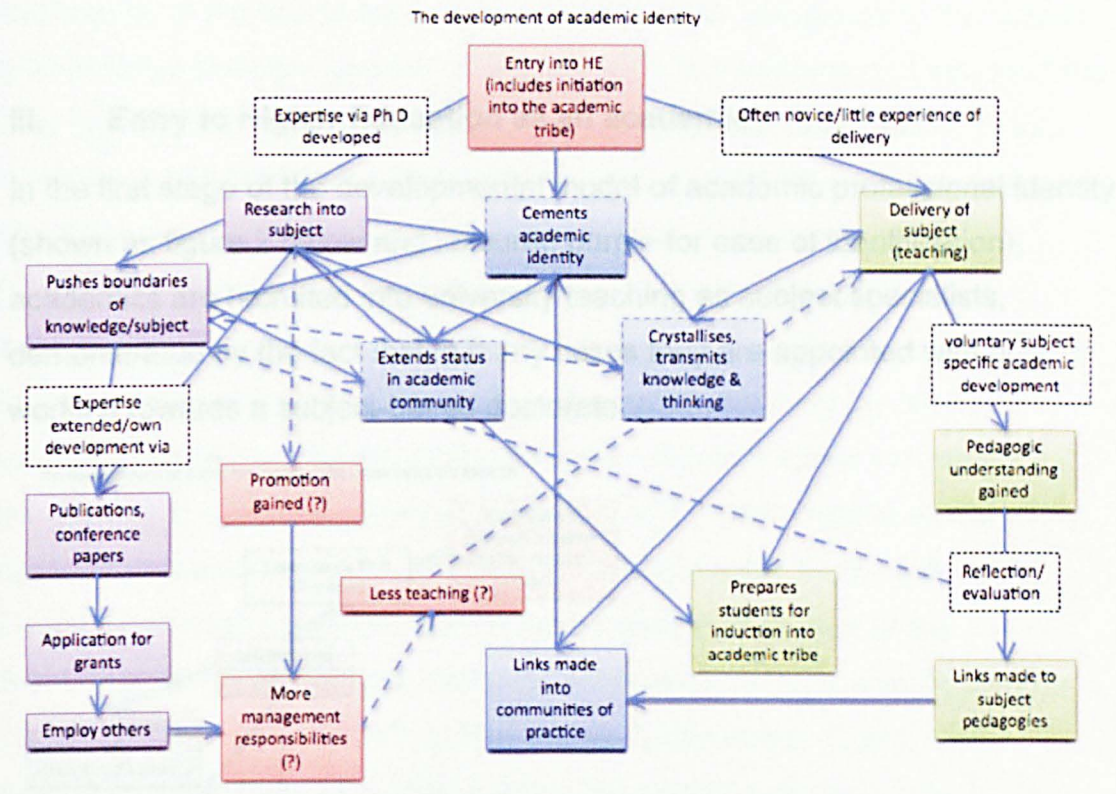 The development of academic identity
Entry into HE
(includes initiation
into the academic
tribe)
Expertise via Ph D
developed
Often novice/little experience of
delivery
Research into
subject
Cements
academic
identity
Delivery of
subject
(teaching)
Pushes boundaries
of
knowledge/subject
Extends status
in academic
community
Crystallises,
transmits
knowledge &
thinking
voluntary subject
specific academic
development
Expertise
extended/own
development via
Promotion
gained (?)
Pedagogic
understanding
gained
Publications,
conference
papers
Less teaching (?)
Prepares
students for
induction into
academic tribe
Reflection/
evaluation
Application for
grants
Links made
into
communities of
practice
Links made to
subject
pedagogies
More
management
responsibilities
(?)
Employ others